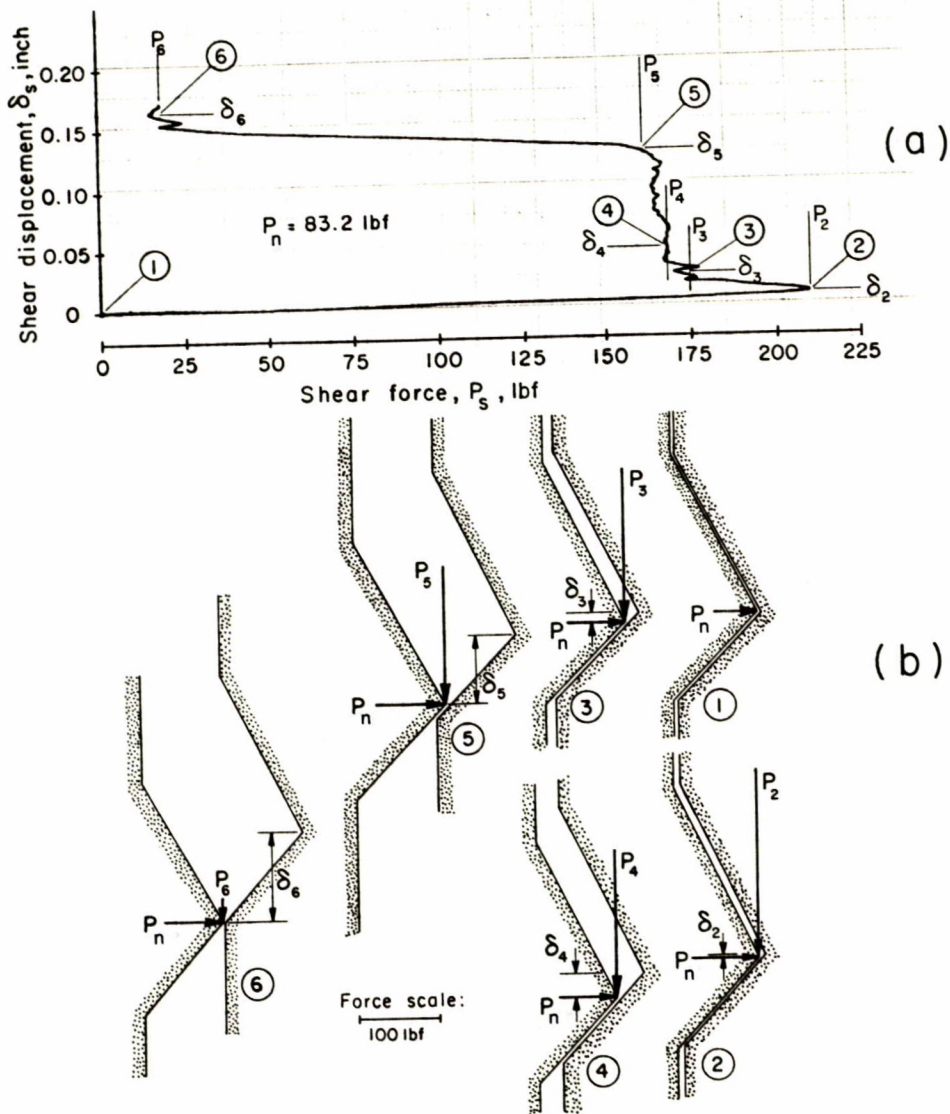 Shear displacement, δs, inch
0.20
0.15
0.10
0.05
0
P6
6
δ6
P5
5
δ5
(a)
Pn = 83.2 lbf
4
P4
δ4
P3
3
δ3
P2
2
δ2
1
0 25 50 75 100 125 150 175 200 225
Shear force, Ps, lbf
P3
δ3
Pn
3
Pn
1
P5
δ5
Pn
5
(b)
P6
δ6
Pn
6
Force scale:
100 lbf
P4
δ4
Pn
4
P2
δ2
Pn
2